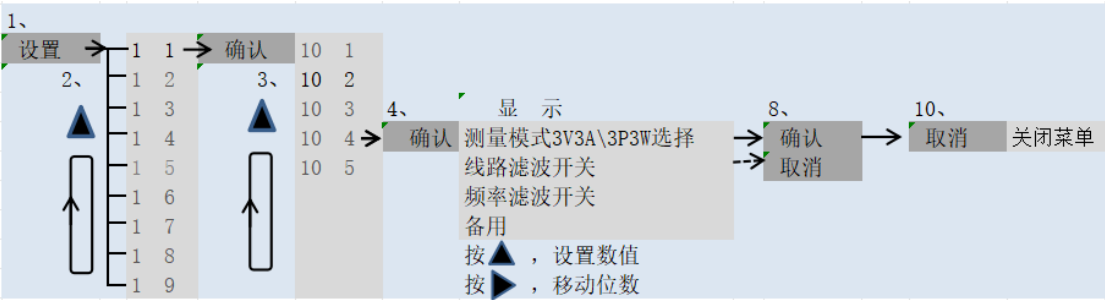 1、
设置 1 1 确认 10 1
2、 1 2 3、 10 2
1 3 10 3 4、 显 示 8、 10、
1 4 10 4 确认 测量模式3V3A\3P3W选择 确认 取消 关闭菜单
1 5 10 5 线路滤波开关 取消
1 6 频率滤波开关
1 7 备用
1 8 按 ，设置数值
1 9 按 ，移动位数